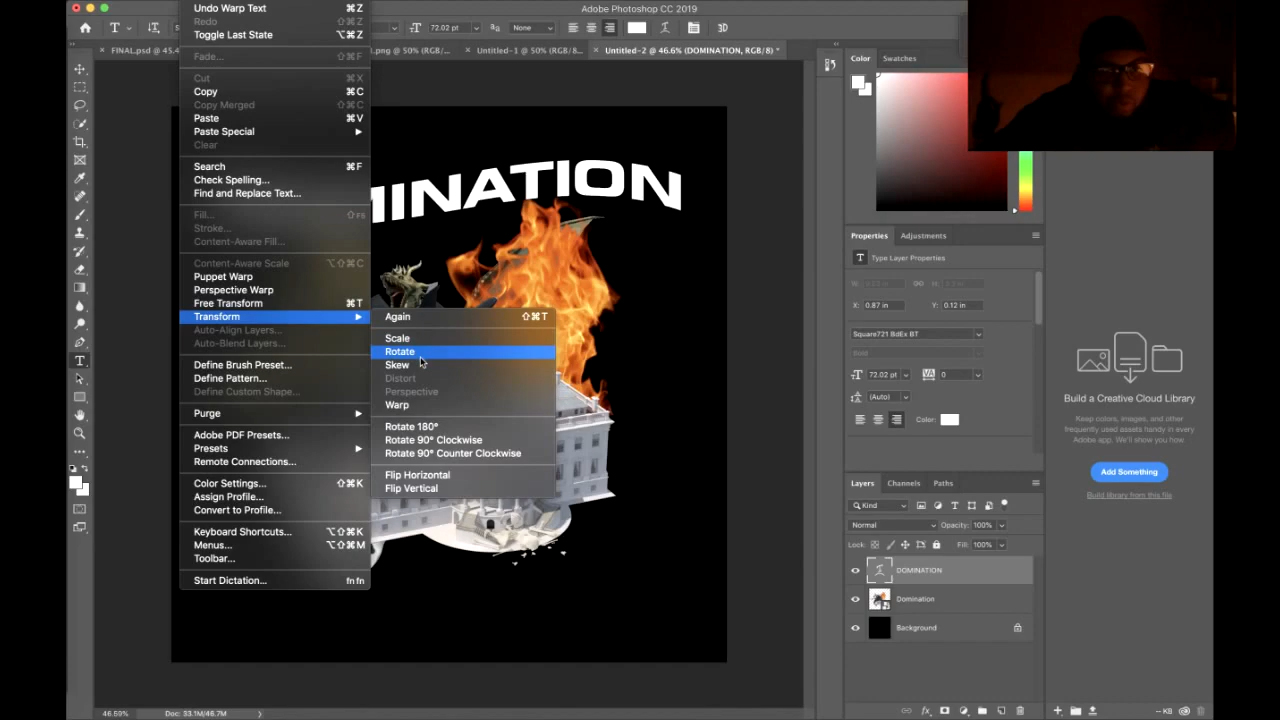 Adobe Photoshop CC 2019
Undo Warp Text ⌘Z
Redo ⇧⌘Z
Toggle Last State ⌥⌘Z
Fade... ⇧⌘F
Cut ⌘X
Copy ⌘C
Copy Merged ⇧⌘C
Paste ⌘V
Paste Special
Clear
Search ⌘F
Check Spelling...
Find and Replace Text...
Fill... ⇧F5
Stroke...
Content-Aware Fill...
Content-Aware Scale ⌥⇧⌘C
Puppet Warp
Perspective Warp
Free Transform ⌘T
Transform
Auto-Align Layers...
Auto-Blend Layers...
Define Brush Preset...
Define Pattern...
Define Custom Shape...
Purge
Adobe PDF Presets...
Presets
Remote Connections...
Color Settings... ⇧⌘K
Assign Profile...
Convert to Profile...
Keyboard Shortcuts... ⌥⇧⌘K
Menus... ⌥⇧⌘M
Toolbar...
Start Dictation... fn fn
Again ⇧⌘T
Scale
Rotate
Skew
Distort
Perspective
Warp
Rotate 180°
Rotate 90° Clockwise
Rotate 90° Counter Clockwise
Flip Horizontal
Flip Vertical
72.02 pt
None
3D
FINAL.psd @ 45.4
.png @ 50% (RGB/...
Untitled-1 @ 50% (RGB/8...
Untitled-2 @ 46.6% (DOMINATION, RGB/8) *
MINATION
46.59% Doc: 33.1M/46.7M
Color Swatches
Properties Adjustments
Type Layer Properties
X: 0.87 in Y: 0.12 in
Square721 BdEx BT
Bold
72.02 pt VA 0
(Auto)
Color:
Layers Channels Paths
Kind
Normal Opacity: 100%
Lock: Fill: 100%
DOMINATION
Domination
Background
Build a Creative Cloud Library
Keep colors, images, and other
frequently used assets handy in every
Adobe app. We'll show you how.
Add Something
Build library from this file
-- KB